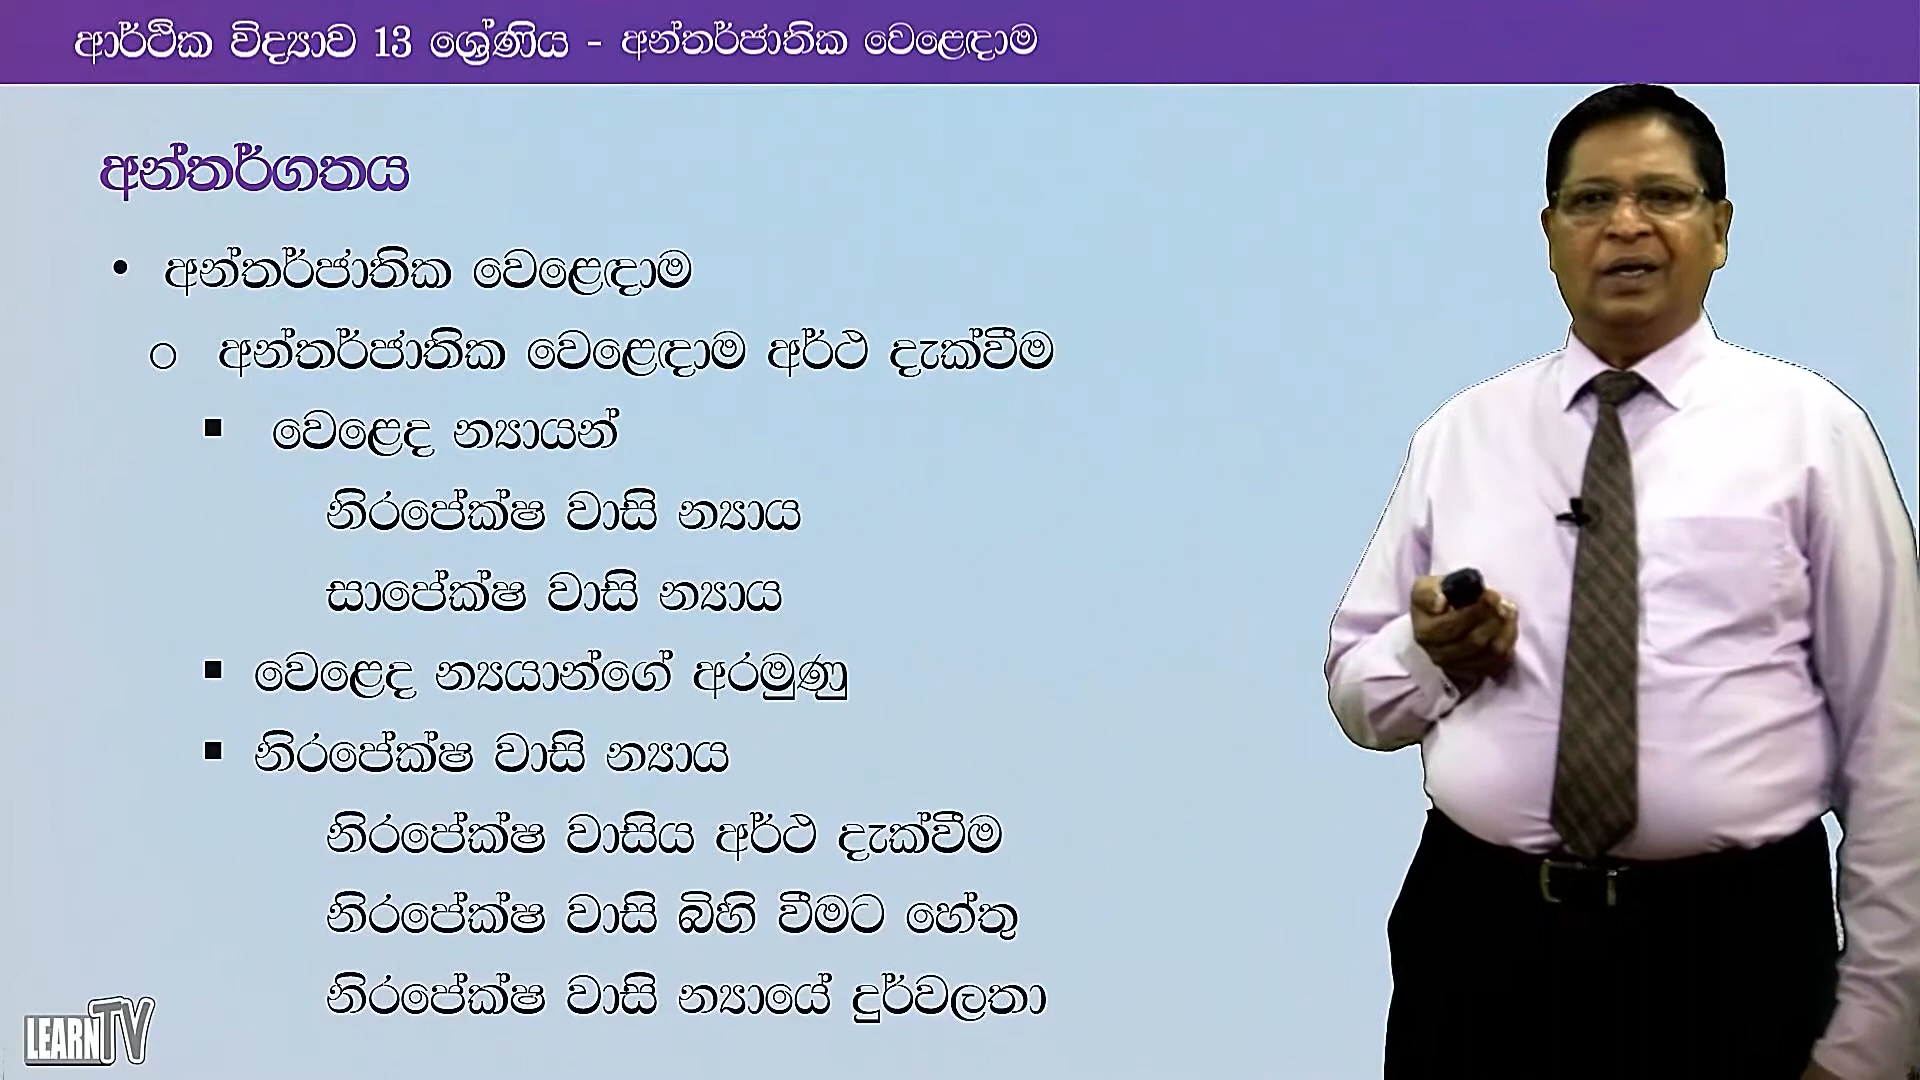 ආර්ථික විද්‍යාව 13 ශ්‍රේණිය - අන්තර්ජාතික වෙළෙඳාම
අන්තර්ගතය
• අන්තර්ජාතික වෙළෙඳාම
o අන්තර්ජාතික වෙළෙඳාම අර්ථ දැක්වීම
▪ වෙළෙද න්‍යායන්
නිරපේක්ෂ වාසි න්‍යාය
සාපේක්ෂ වාසි න්‍යාය
▪ වෙළෙද න්‍යයාන්ගේ අරමුණු
▪ නිරපේක්ෂ වාසි න්‍යාය
නිරපේක්ෂ වාසිය අර්ථ දැක්වීම
නිරපේක්ෂ වාසි බිහි වීමට හේතු
නිරපේක්ෂ වාසි න්‍යායේ දුර්වලතා
LEARN TV